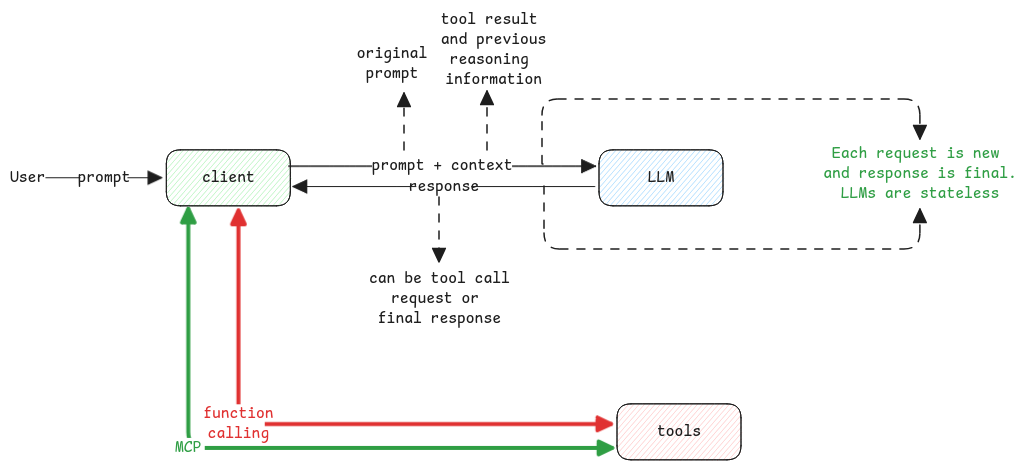 tool result
and previous
reasoning
information
original
prompt
User
prompt
client
prompt + context
response
LLM
Each request is new
and response is final.
LLMs are stateless
can be tool call
request or
final response
function
calling
MCP
tools